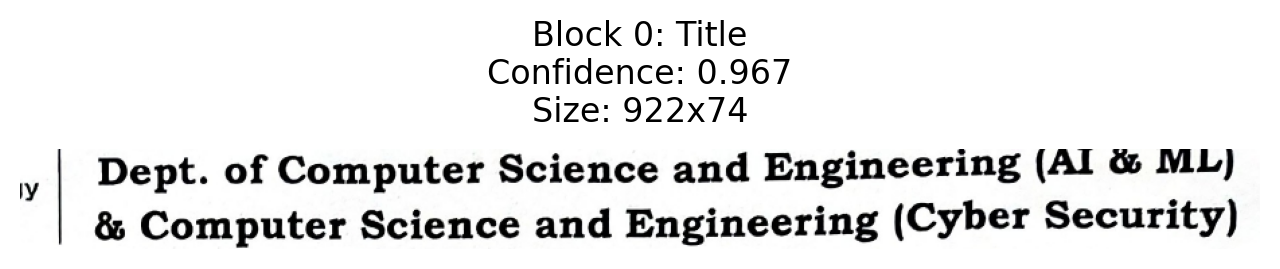 Block 0: Title
Confidence: 0.967
Size: 922x74
Dept. of Computer Science and Engineering (AI & ML)
& Computer Science and Engineering (Cyber Security)